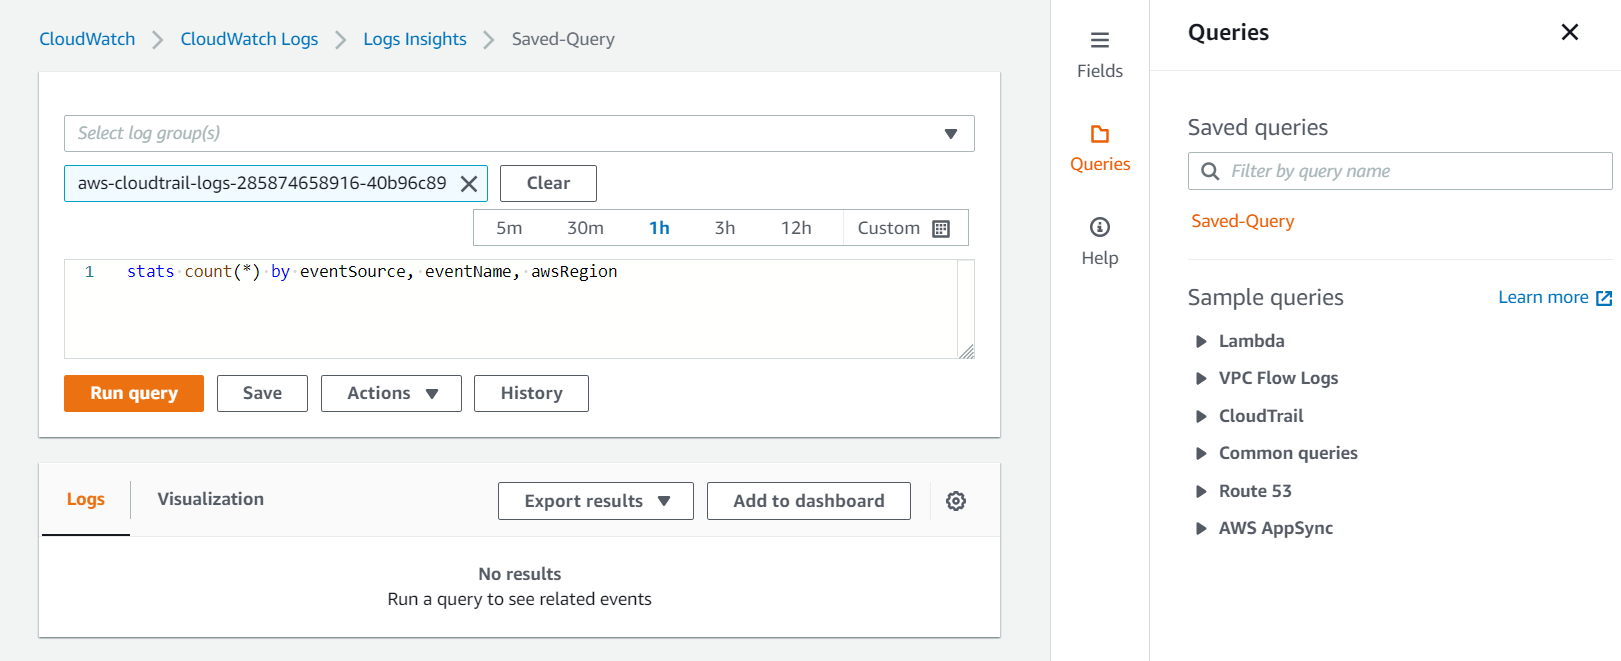 CloudWatch > CloudWatch Logs > Logs Insights > Saved-Query
Select log group(s)
aws-cloudtrail-logs-285874658916-40b96c89
Clear
5m 30m 1h 3h 12h Custom
1 stats count(*) by eventSource, eventName, awsRegion
Run query Save Actions History
Logs Visualization Export results Add to dashboard
No results
Run a query to see related events
Fields
Queries
Help
Queries
Saved queries
Filter by query name
Saved-Query
Sample queries Learn more
Lambda
VPC Flow Logs
CloudTrail
Common queries
Route 53
AWS AppSync